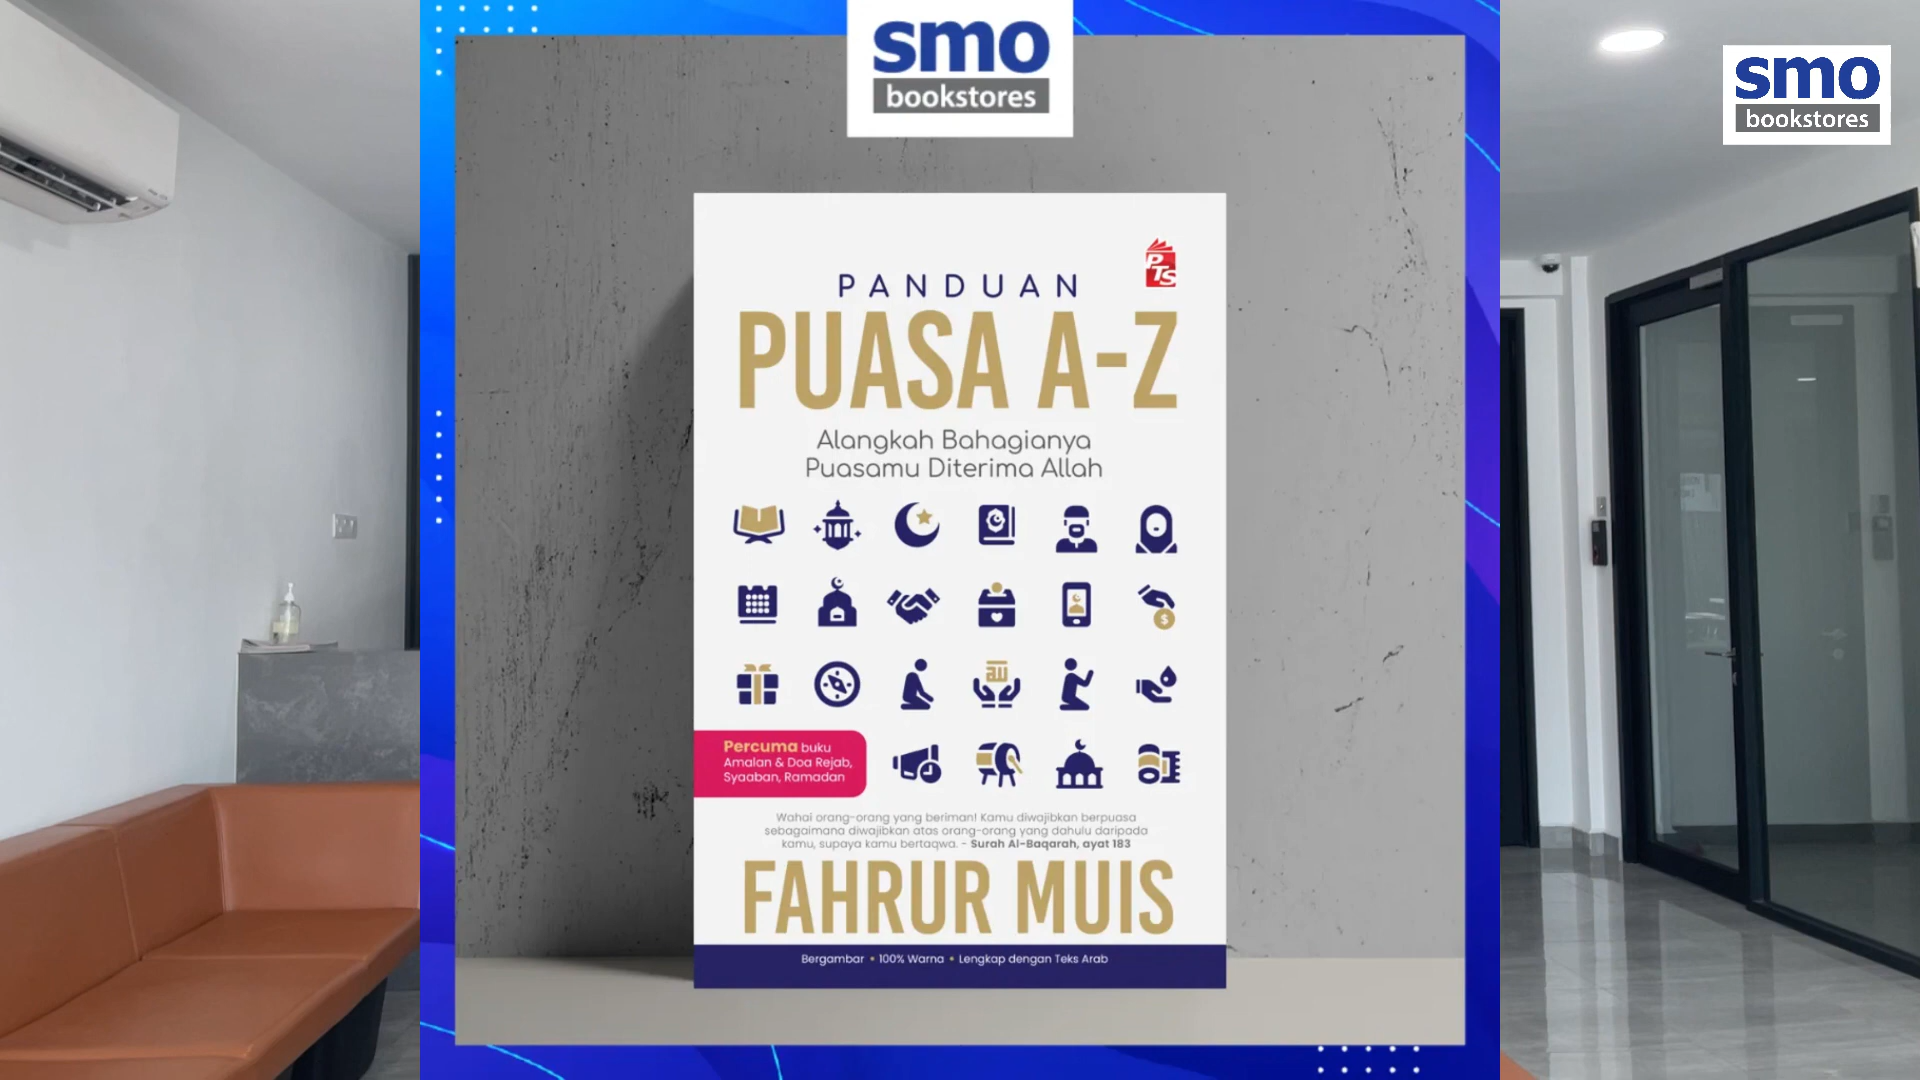 smo
bookstores
smo
bookstores
PTS
PANDUAN
PUASA A-Z
Alangkah Bahagianya
Puasamu Diterima Allah
Percuma buku
Amalan & Doa Rejab,
Syaaban, Ramadan
Wahai orang-orang yang beriman! Kamu diwajibkan berpuasa
sebagaimana diwajibkan atas orang-orang yang dahulu daripada
kamu, supaya kamu bertaqwa. - Surah Al-Baqarah, ayat 183
FAHRUR MUIS
Bergambar • 100% Warna • Lengkap dengan Teks Arab